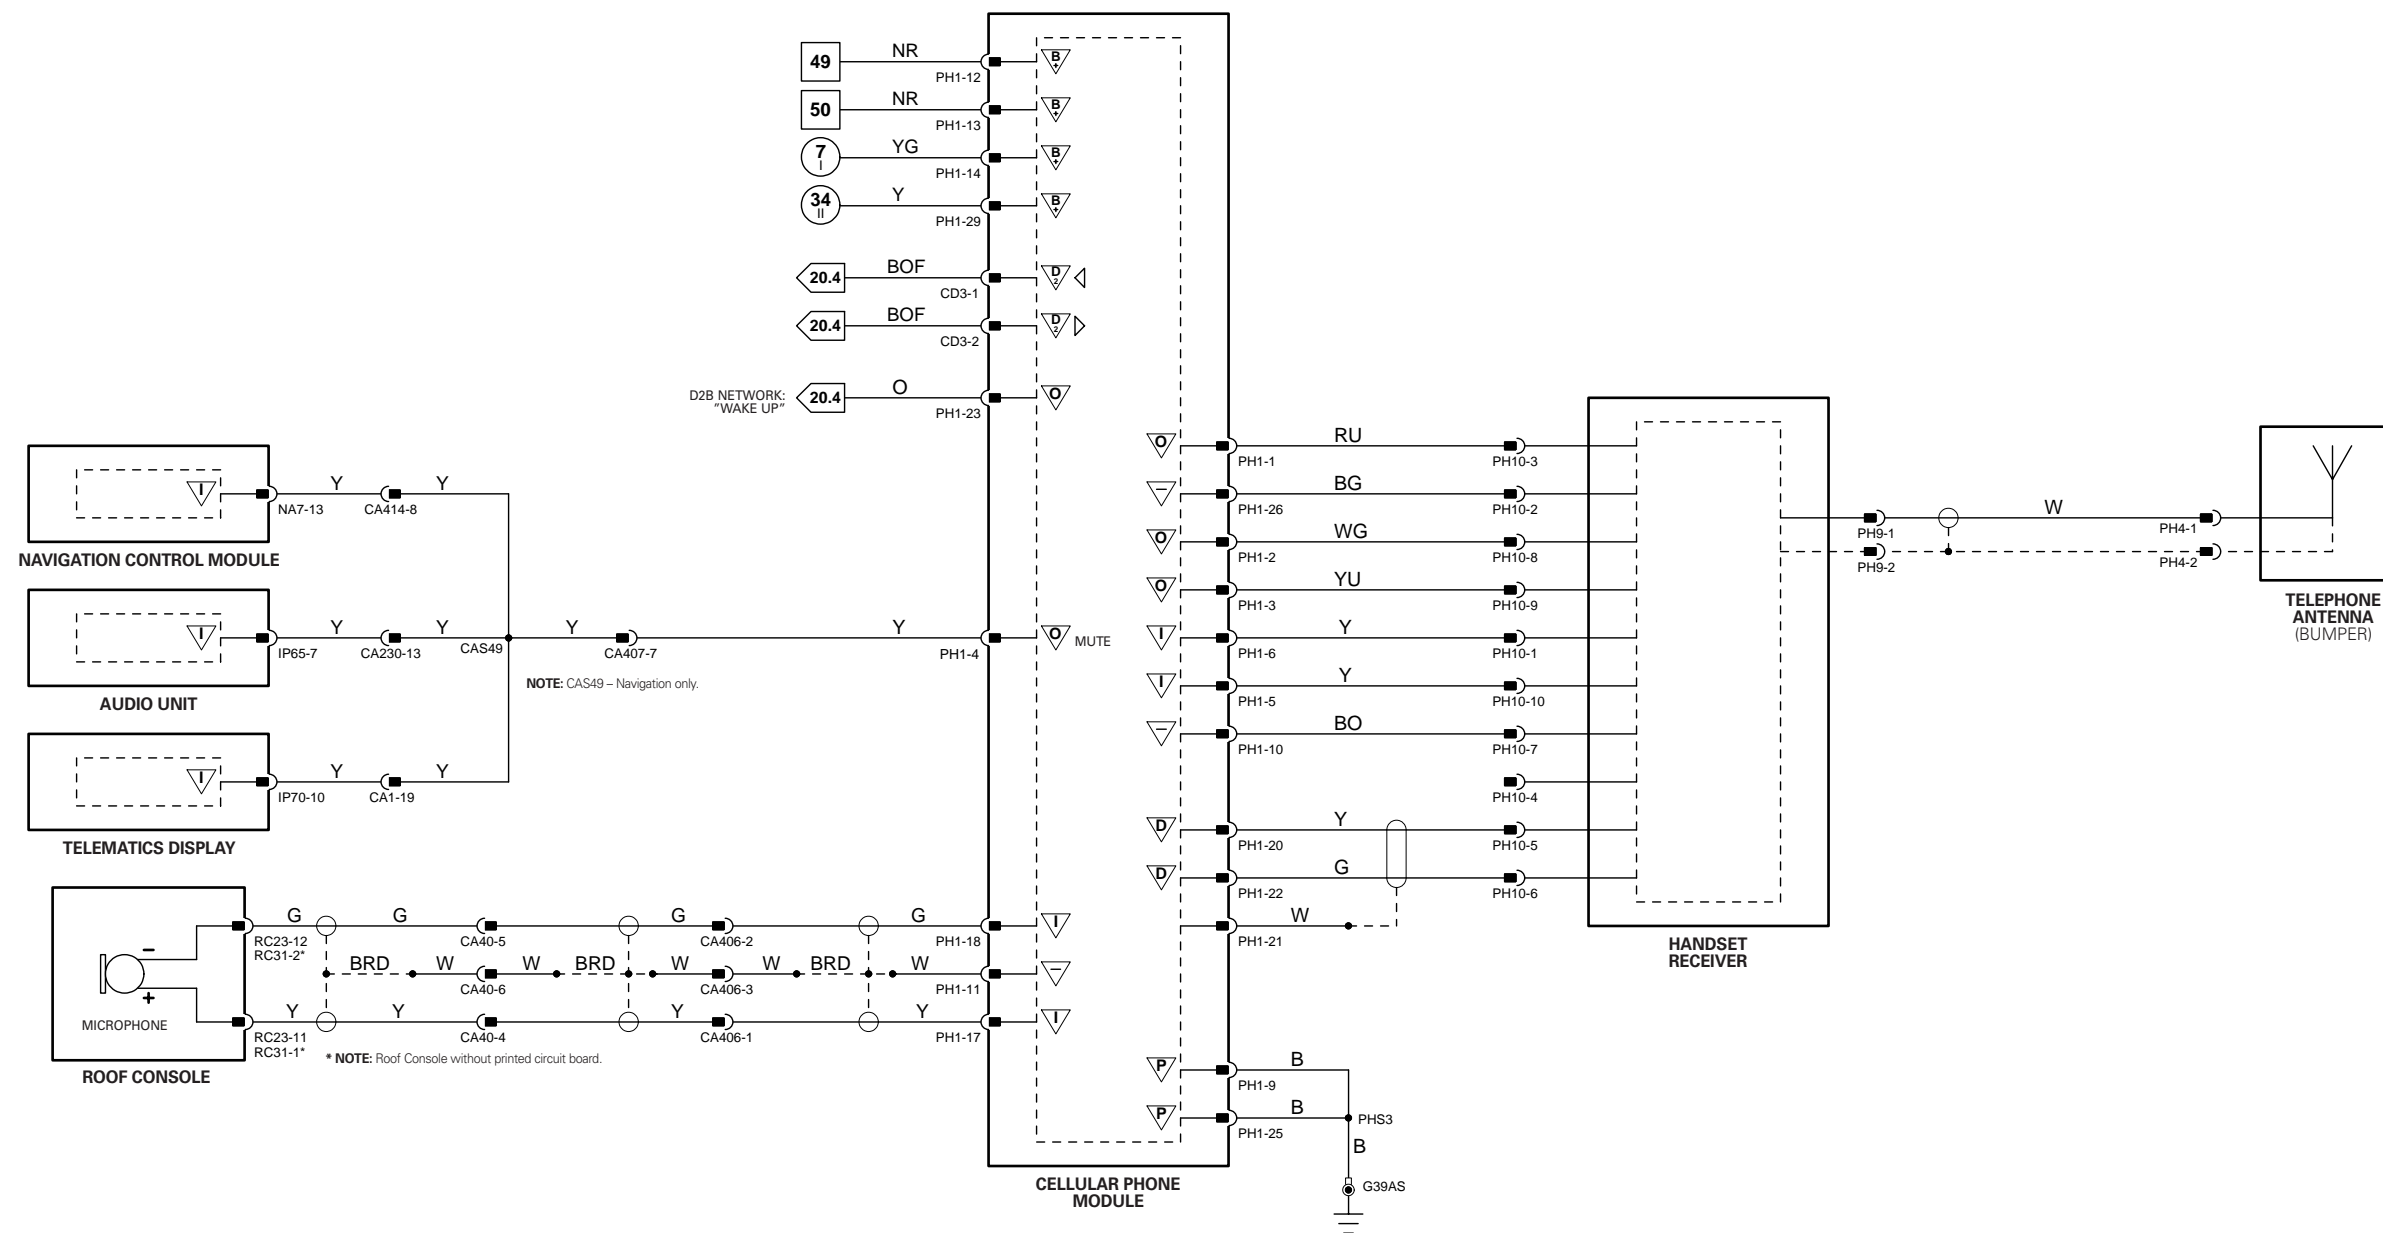 49 NR PH1-12 B+
50 NR PH1-13 B+
7 I YG PH1-14 B+
34 II Y PH1-29 B+
20.4 BOF CD3-1 D2
20.4 BOF CD3-2 D2
D2B NETWORK:
"WAKE UP"
20.4 O PH1-23 O
I NA7-13 Y CA414-8 Y
NAVIGATION CONTROL MODULE
I IP65-7 Y CA230-13 Y CAS49 Y CA407-7 Y PH1-4 O MUTE
NOTE: CAS49 – Navigation only.
AUDIO UNIT
I IP70-10 Y CA1-19 Y
TELEMATICS DISPLAY
G RC23-12 G CA40-5 G CA406-2 G PH1-18 I
RC31-2*
–
BRD W CA40-6 W BRD W CA406-3 W BRD W PH1-11 –
+
MICROPHONE
Y RC23-11 Y CA40-4 Y CA406-1 Y PH1-17 I
RC31-1*
* NOTE: Roof Console without printed circuit board.
ROOF CONSOLE
O PH1-1 RU PH10-3
– PH1-26 BG PH10-2
O PH1-2 WG PH10-8
O PH1-3 YU PH10-9
I PH1-6 Y PH10-1
I PH1-5 Y PH10-10
– PH1-10 BO PH10-7
PH10-4
D PH1-20 Y PH10-5
D PH1-22 G PH10-6
PH1-21 W
P PH1-9 B
P PH1-25 B PHS3
B
G39AS
CELLULAR PHONE
MODULE
HANDSET
RECEIVER
PH9-1 W PH4-1
PH9-2 PH4-2
TELEPHONE
ANTENNA
(BUMPER)